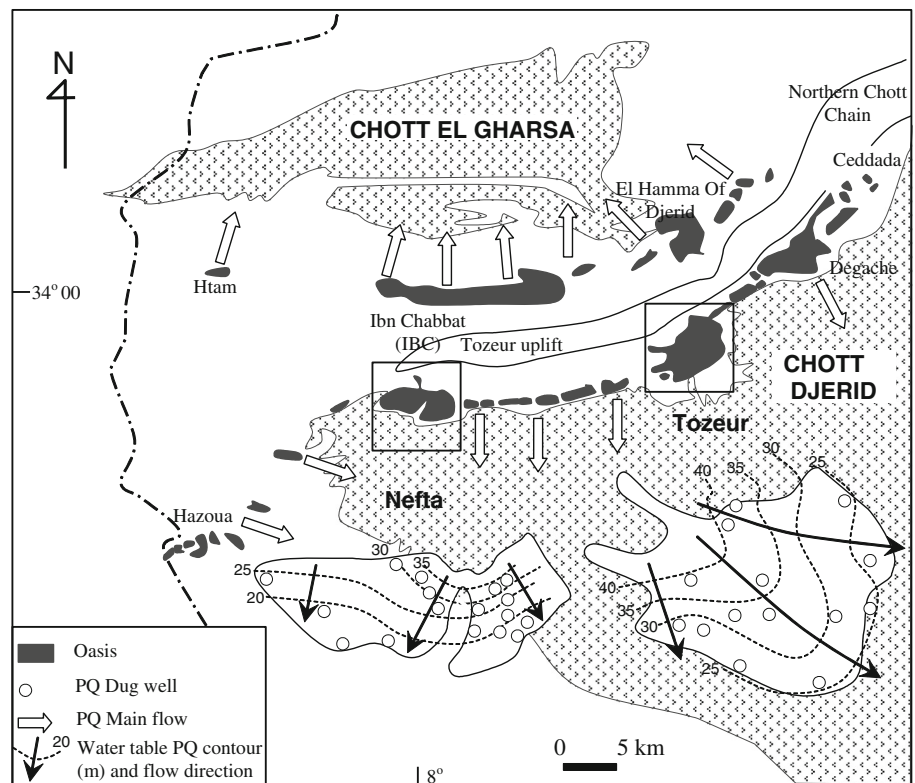 N
Northern Chott
Chain
CHOTT EL GHARSA
Ceddada
El Hamma Of
Djerid
Degache
Htam
34° 00
Ibn Chabbat
(IBC)
Tozeur uplift
CHOTT
DJERID
Tozeur
Nefta
Hazoua
40
35
30
25
40
35
30
25
30
35
25
20
Oasis
PQ Dug well
PQ Main flow
20
Water table PQ contour
(m) and flow direction
0 5 km
8°